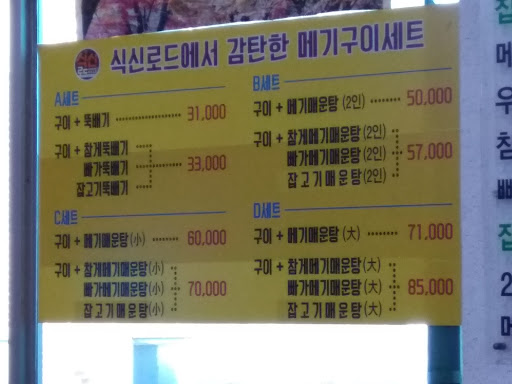 식신로드에서 감탄한 메기구이세트
A세트
구이 + 뚝배기 31,000
구이 + 참게뚝배기
빠가뚝배기 33,000
잡고기뚝배기
B세트
구이 + 메기매운탕 (2인) 50,000
구이 + 참게메기매운탕 (2인)
빠가메기매운탕 (2인) 57,000
잡고기매운탕 (2인)
C세트
구이 + 메기매운탕 (小) 60,000
구이 + 참게메기매운탕 (小)
빠가메기매운탕 (小) 70,000
잡고기매운탕 (小)
D세트
구이 + 메기매운탕 (大) 71,000
구이 + 참게메기매운탕 (大)
빠가메기매운탕 (大) 85,000
잡고기매운탕 (大)